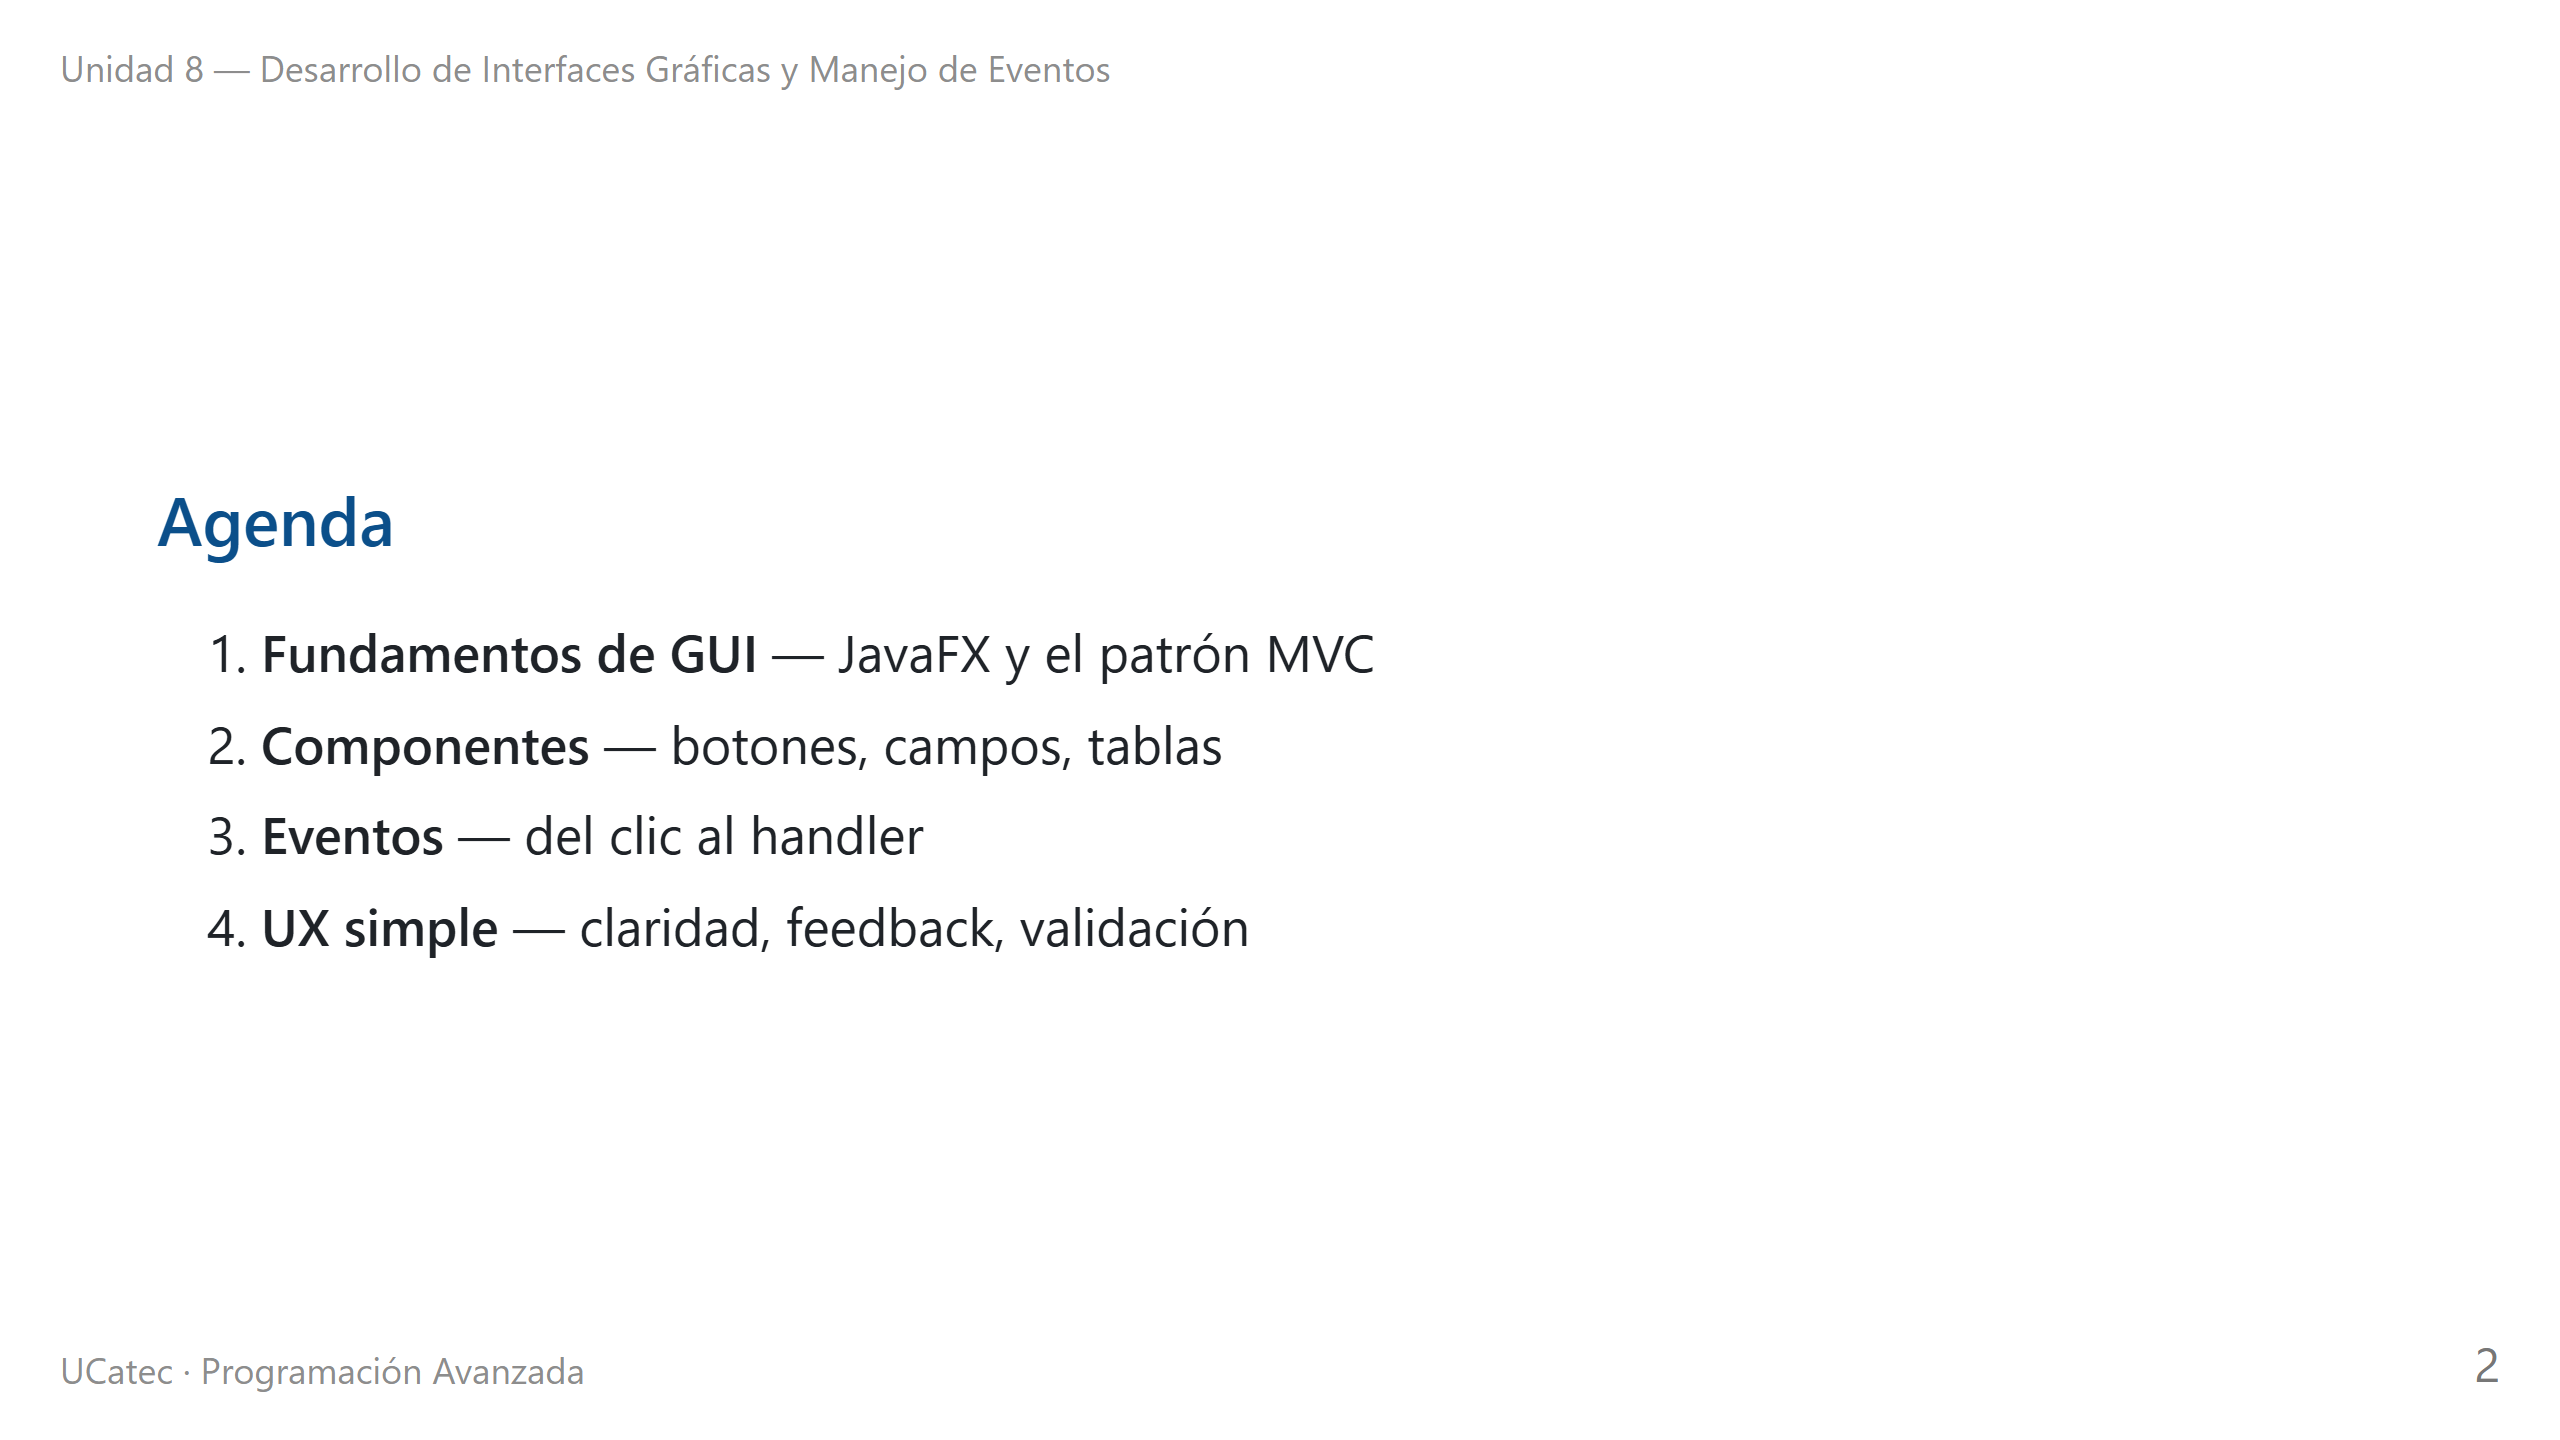 Unidad 8 — Desarrollo de Interfaces Gráficas y Manejo de Eventos
Agenda
1. Fundamentos de GUI — JavaFX y el patrón MVC
2. Componentes — botones, campos, tablas
3. Eventos — del clic al handler
4. UX simple — claridad, feedback, validación
UCatec · Programación Avanzada
2